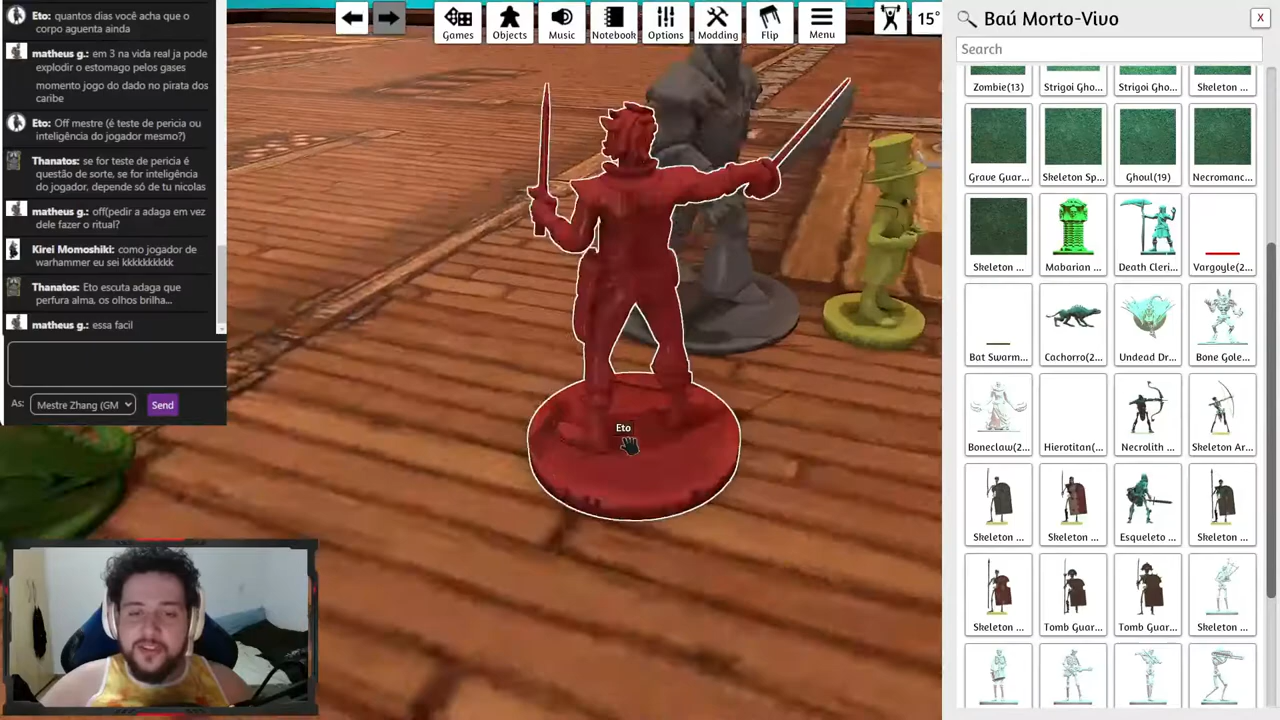 Eto: quantos dias você acha que o
corpo aguenta ainda
matheus g.: em 3 na vida real ja pode
explodir o estomago pelos gases
momento jogo do dado no pirata dos
caribe
Eto: Off mestre (é teste de pericia ou
inteligência do jogador mesmo?)
Thanatos: se for teste de pericia é
questão de sorte, se for inteligência
do jogador, depende só de tu nicolas
matheus g.: off(pedir a adaga em vez
dele fazer o ritual?
Kirei Momoshiki: como jogador de
warhammer eu sei kkkkkkkkkk
Thanatos: Eto escuta adaga que
perfura alma, os olhos brilha...
matheus g.: essa facil
As: Mestre Zhang (GM
Send
Games
Objects
Music
Notebook
Options
Modding
Flip
Menu
15°
Eto
Baú Morto-Vivo
X
Search
Zombie(13) Strigoi Gho... Strigoi Gho... Skeleton ...
Grave Guar... Skeleton Sp... Ghoul(19) Necromanc...
Skeleton ... Mabarian ... Death Cleri... Vargoyle(2...
Bat Swarm... Cachorro(2... Undead Dr... Bone Gole...
Boneclaw(2... Hierotitan(... Necrolith ... Skeleton Ar...
Skeleton ... Skeleton ... Esqueleto ... Skeleton ...
Skeleton ... Tomb Guar... Tomb Guar... Skeleton ...